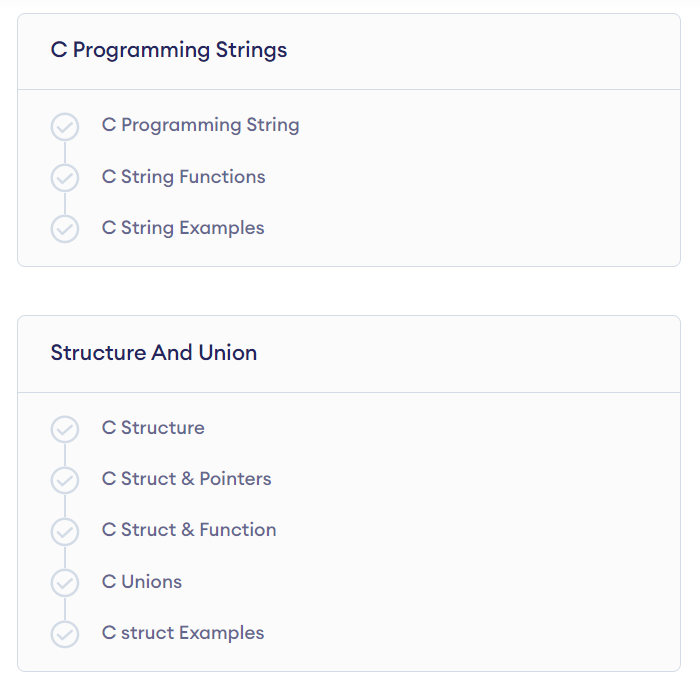 C Programming Strings
C Programming String
C String Functions
C String Examples
Structure And Union
C Structure
C Struct & Pointers
C Struct & Function
C Unions
C struct Examples